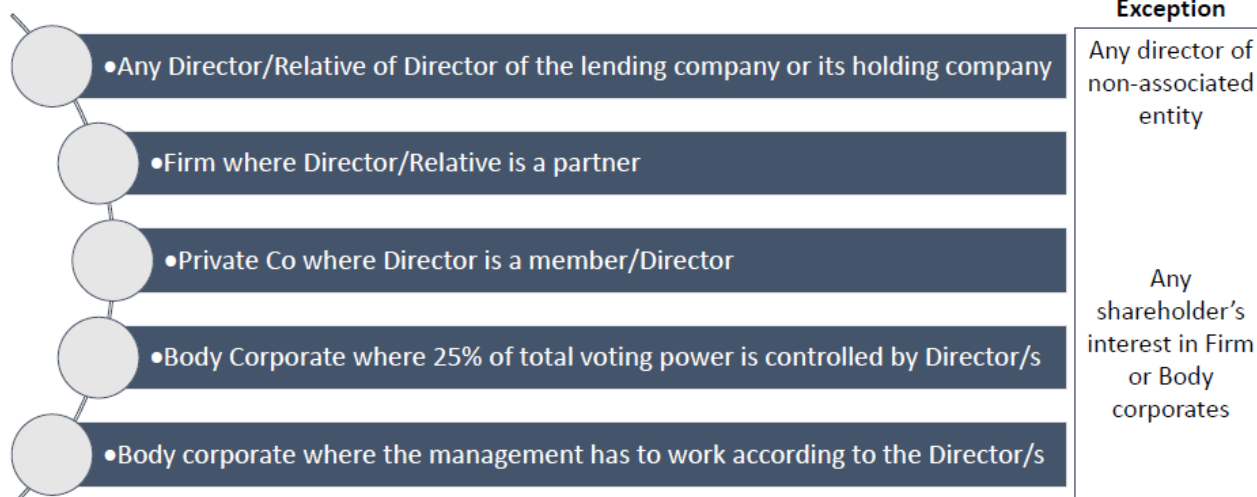 Exception
•Any Director/Relative of Director of the lending company or its holding company
•Firm where Director/Relative is a partner
•Private Co where Director is a member/Director
•Body Corporate where 25% of total voting power is controlled by Director/s
•Body corporate where the management has to work according to the Director/s
Any director of
non-associated
entity
Any
shareholder’s
interest in Firm
or Body
corporates